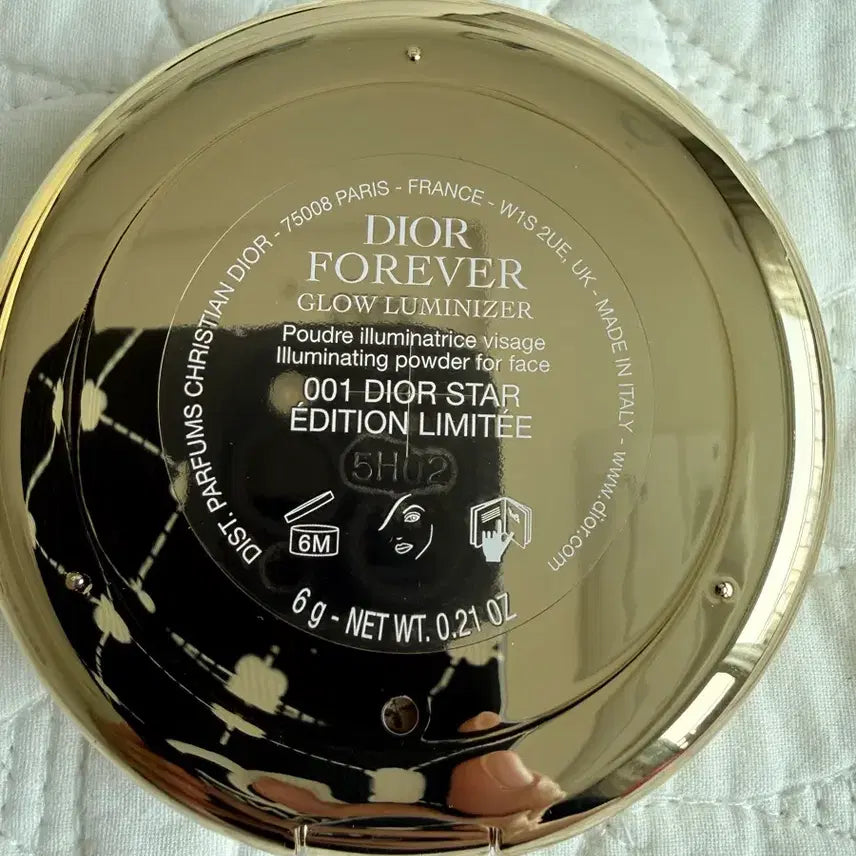 DIST. PARFUMS CHRISTIAN DIOR - 75008 PARIS - FRANCE - W1S 2UE, UK - MADE IN ITALY - www.dior.com
DIOR
FOREVER
GLOW LUMINIZER
Poudre illuminatrice visage
Illuminating powder for face
001 DIOR STAR
ÉDITION LIMITÉE
5H02
6M
6 g - NET WT. 0.21 OZ